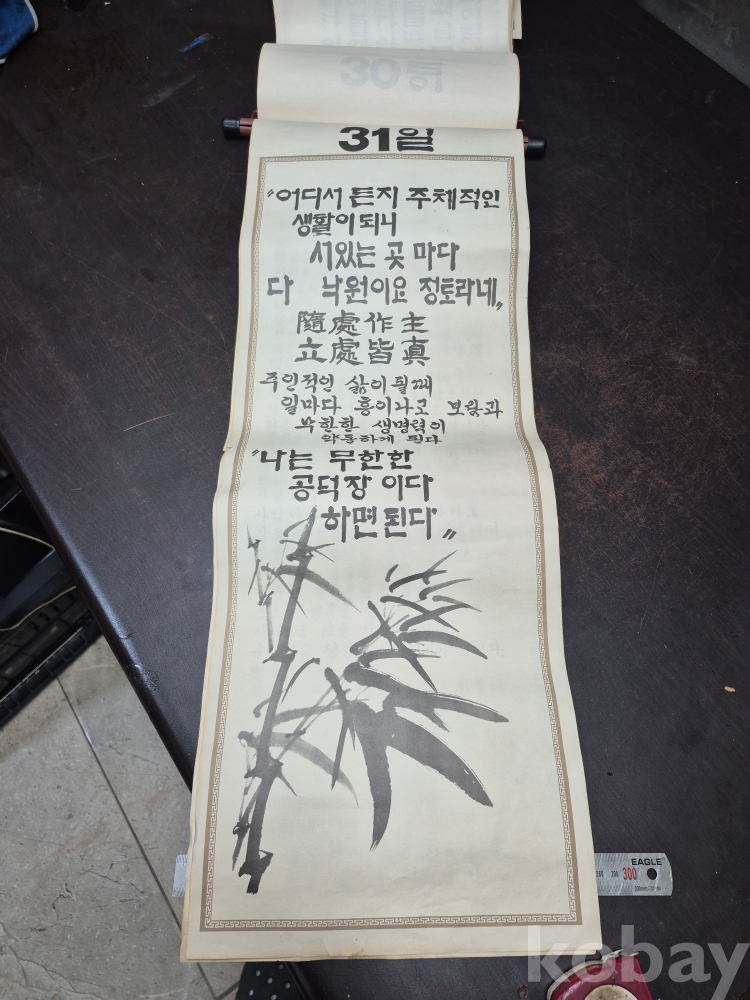 30일
31일
"어디서 든지 주체적인
생활이되니
서있는 곳 마다
다 낙원이요 정토라네"
隨處作主
立處皆真
주인적인 삶이 될때
일마다 흥이나고 보람과
무한한 생명력이
약동하게 된다
"나는 무한한
공덕장 이다
하면된다"
EAGLE
300
kobay